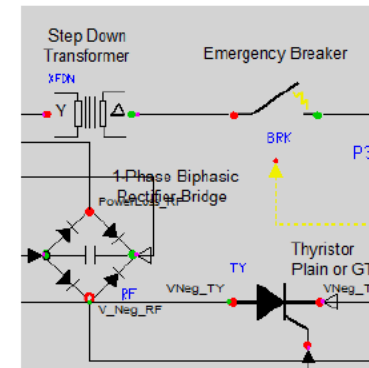 Step Down
Transformer
Emergency Breaker
XFDN
Y Δ
BRK
P3
1-Phase Biphasic
PowerLoss_RF
Rectifier Bridge
Thyristor
Plain or GT
TY
RF
VNeg_TY
VNeg_T
V_Neg_RF